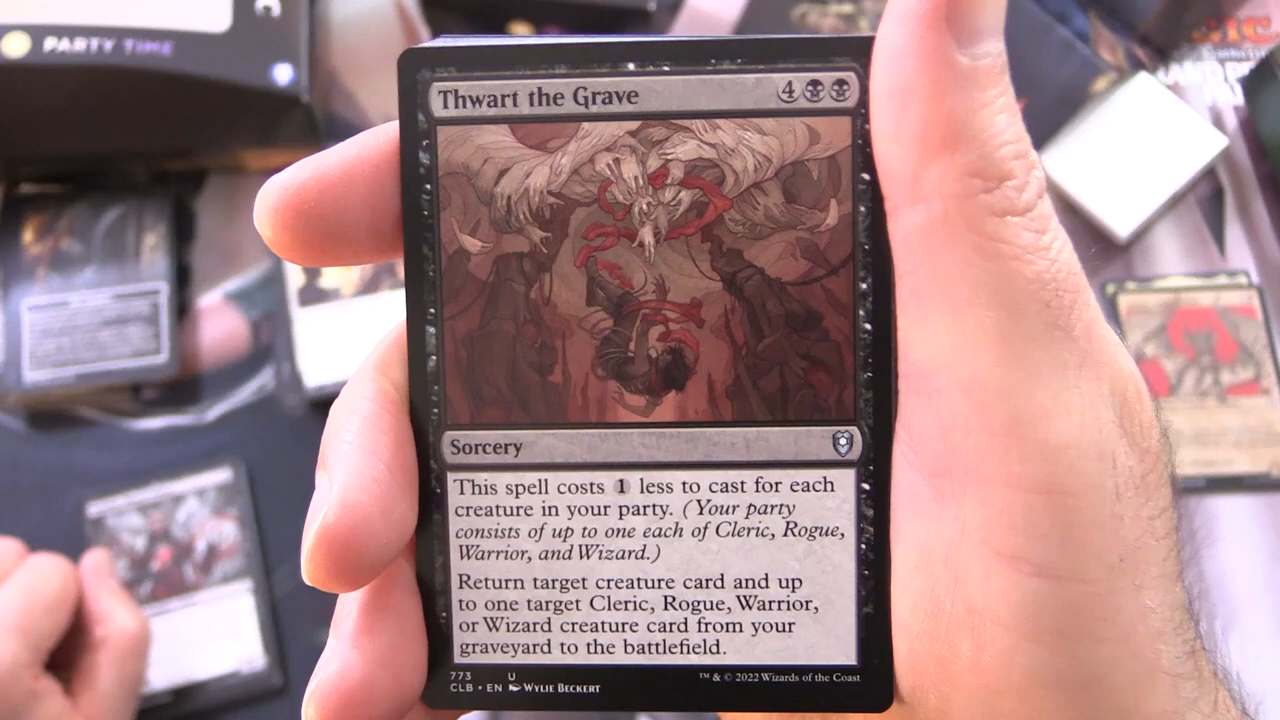 PARTY TIME
Thwart the Grave 4
Sorcery
This spell costs 1 less to cast for each
creature in your party. (Your party
consists of up to one each of Cleric, Rogue,
Warrior, and Wizard.)
Return target creature card and up
to one target Cleric, Rogue, Warrior,
or Wizard creature card from your
graveyard to the battlefield.
773 U
CLB • EN WYLIE BECKERT
™ & © 2022 Wizards of the Coast